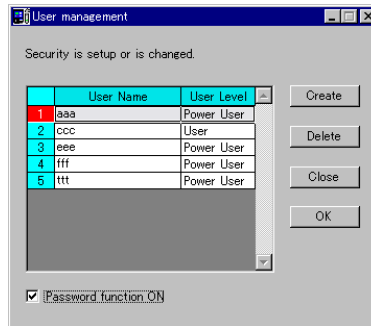 User management
Security is setup or is changed.
User Name User Level
1 aaa Power User
2 ccc User
3 eee Power User
4 fff Power User
5 ttt Power User
Create
Delete
Close
OK
Password function ON